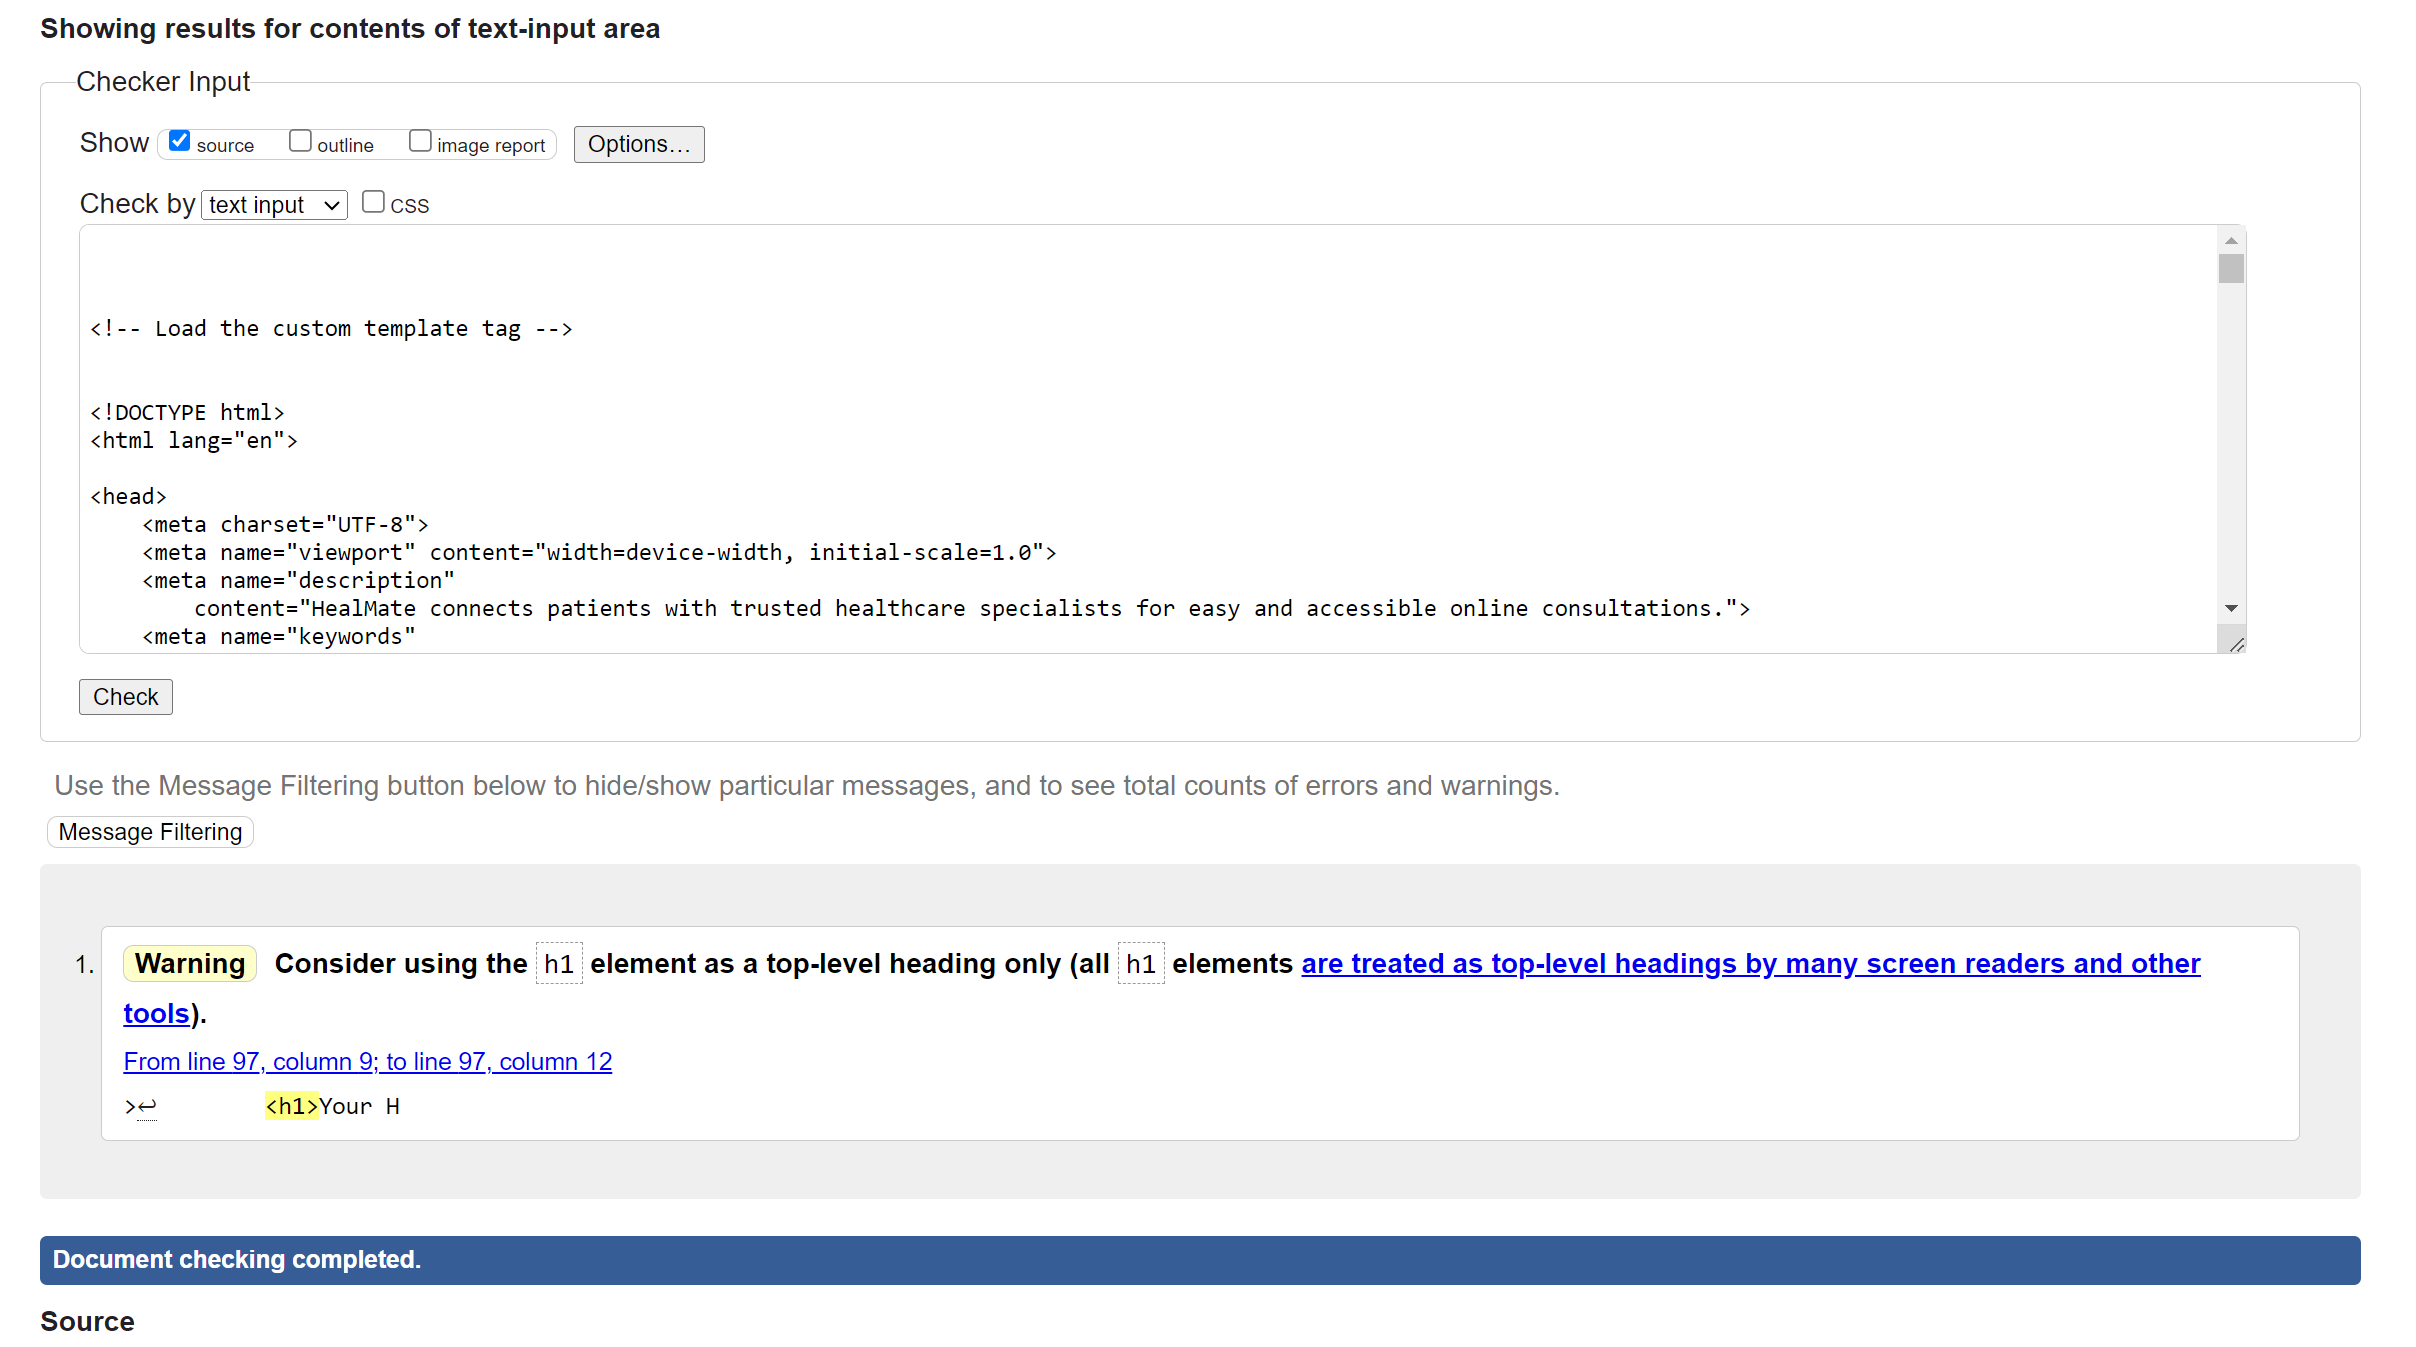 Showing results for contents of text-input area
Checker Input
Show source outline image report Options...
Check by text input CSS
<!-- Load the custom template tag -->
<!DOCTYPE html>
<html lang="en">
<head>
    <meta charset="UTF-8">
    <meta name="viewport" content="width=device-width, initial-scale=1.0">
    <meta name="description"
        content="HealMate connects patients with trusted healthcare specialists for easy and accessible online consultations.">
    <meta name="keywords"
Check
Use the Message Filtering button below to hide/show particular messages, and to see total counts of errors and warnings.
Message Filtering
1. Warning Consider using the h1 element as a top-level heading only (all h1 elements are treated as top-level headings by many screen readers and other
tools).
From line 97, column 9; to line 97, column 12
>↩        <h1>Your H
Document checking completed.
Source